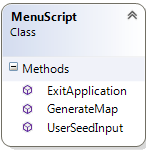 MenuScript
Class
Methods
ExitApplication
GenerateMap
UserSeedInput